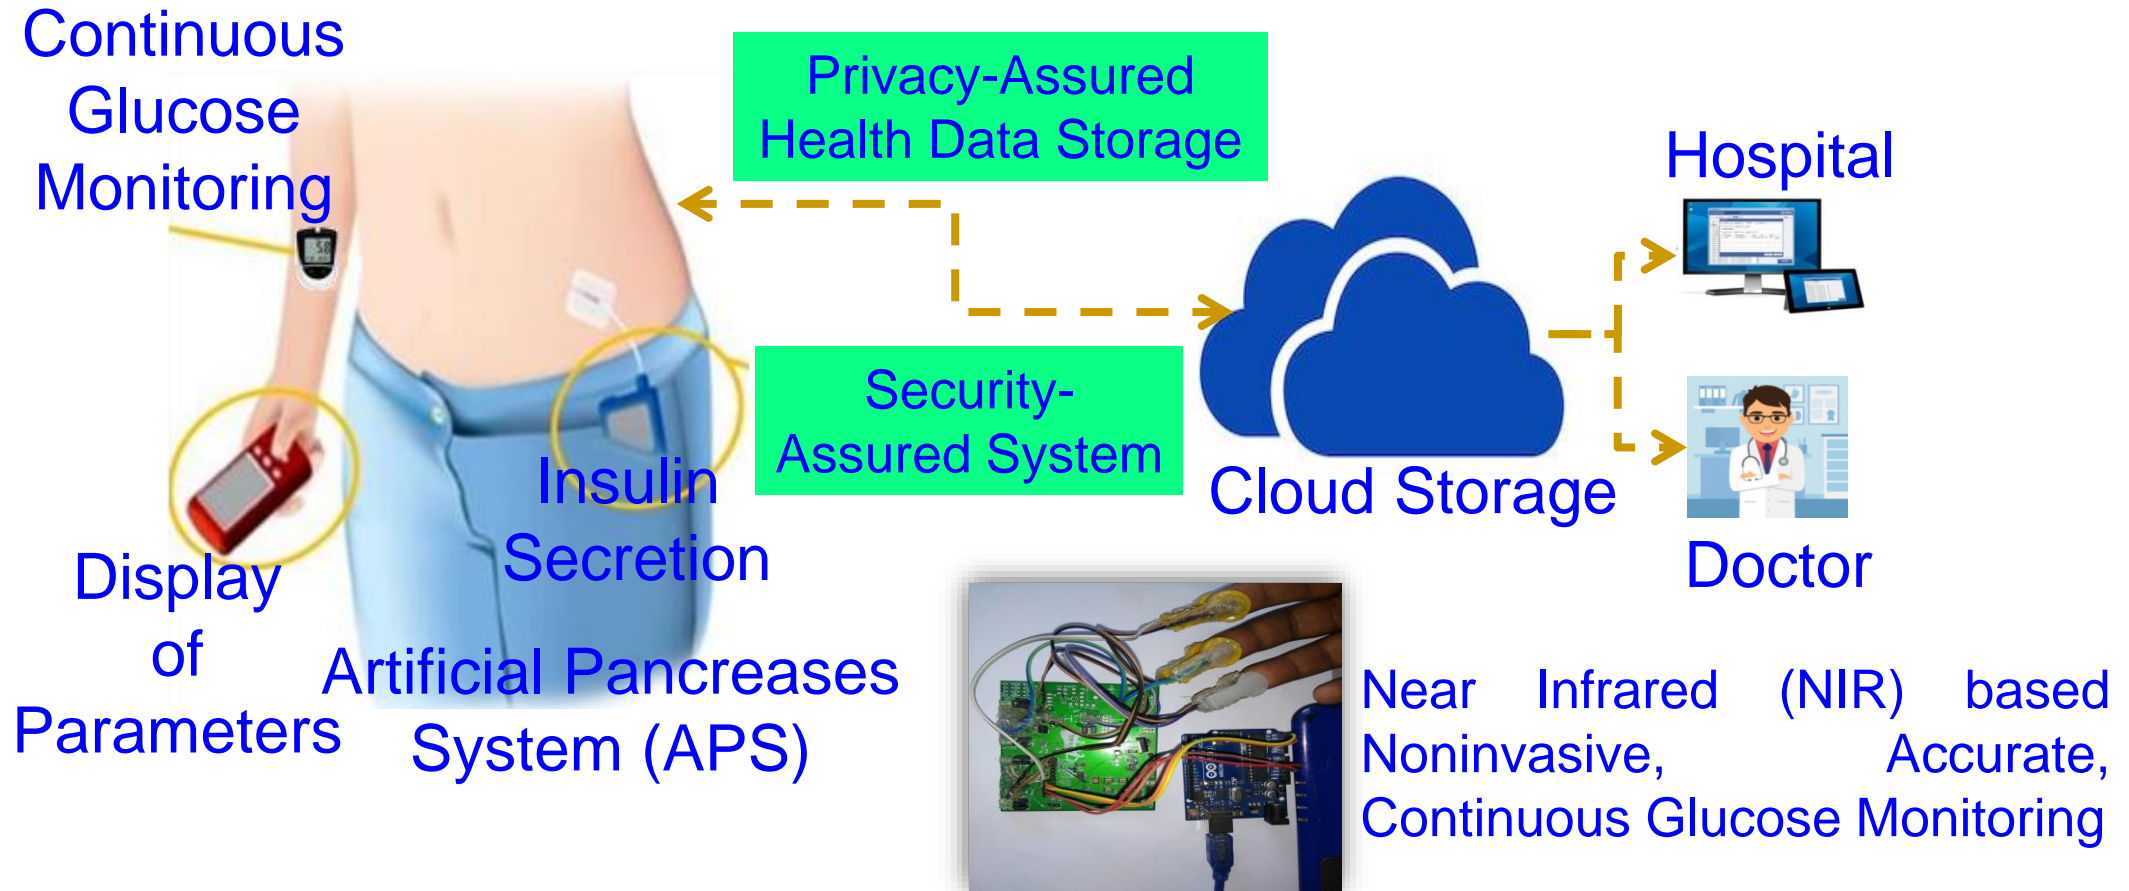 Continuous
Glucose
Monitoring
Privacy-Assured
Health Data Storage
Hospital
Security-
Assured System
Cloud Storage
Doctor
Insulin
Secretion
Display
of
Parameters
Artificial Pancreases
System (APS)
Near Infrared (NIR) based
Noninvasive, Accurate,
Continuous Glucose Monitoring